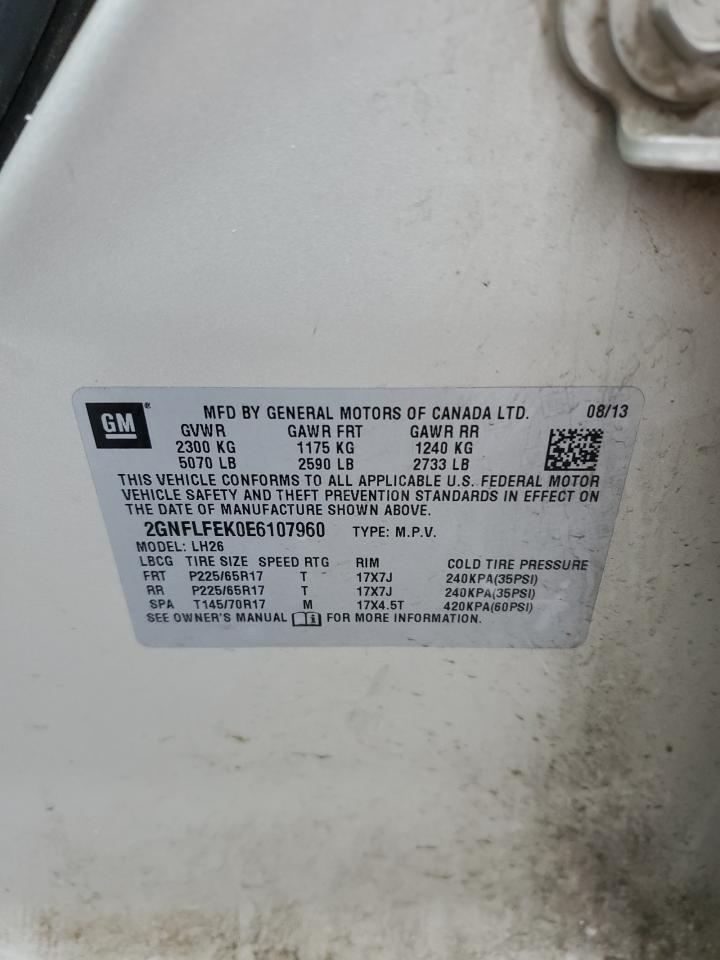 GM ®
MFD BY GENERAL MOTORS OF CANADA LTD. 08/13
GVWR GAWR FRT GAWR RR
2300 KG 1175 KG 1240 KG
5070 LB 2590 LB 2733 LB
THIS VEHICLE CONFORMS TO ALL APPLICABLE U.S. FEDERAL MOTOR
VEHICLE SAFETY AND THEFT PREVENTION STANDARDS IN EFFECT ON
THE DATE OF MANUFACTURE SHOWN ABOVE.
2GNFLFEK0E6107960 TYPE: M.P.V.
MODEL: LH26
LBCG TIRE SIZE SPEED RTG RIM COLD TIRE PRESSURE
FRT P225/65R17 T 17X7J 240KPA(35PSI)
RR P225/65R17 T 17X7J 240KPA(35PSI)
SPA T145/70R17 M 17X4.5T 420KPA(60PSI)
SEE OWNER'S MANUAL i FOR MORE INFORMATION.